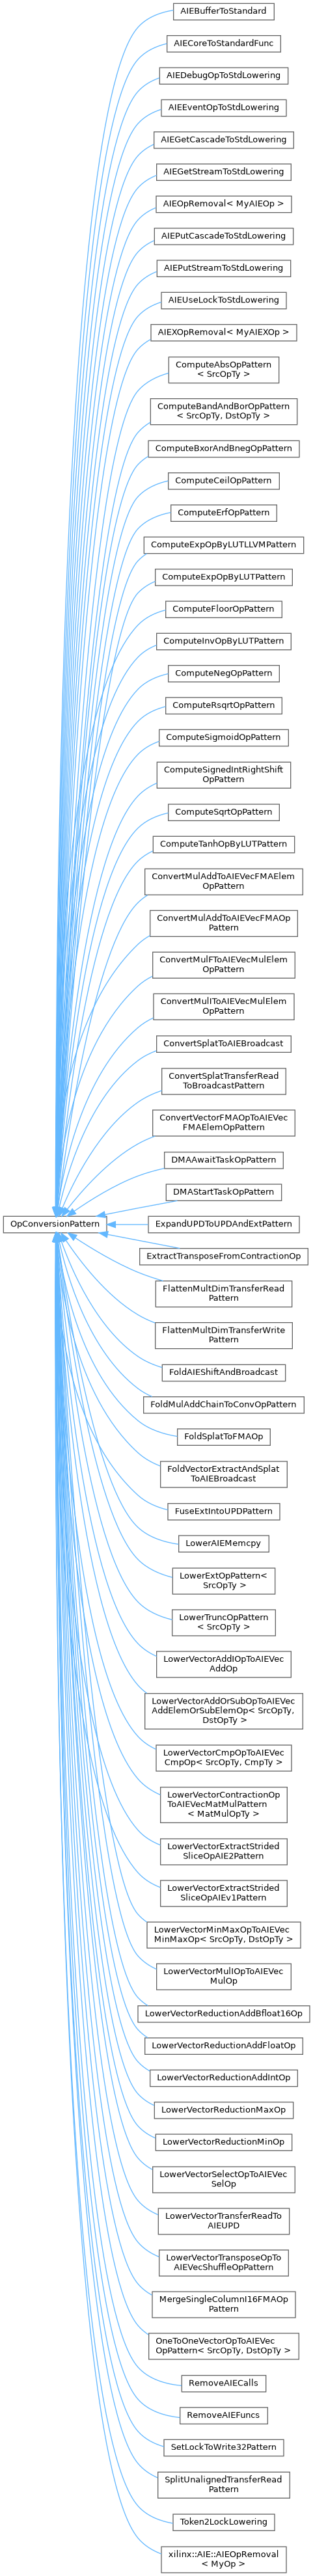 AIEBufferToStandard
AIECoreToStandardFunc
AIEDebugOpToStdLowering
AIEEventOpToStdLowering
AIEGetCascadeToStdLowering
AIEGetStreamToStdLowering
AIEOpRemoval< MyAIEOp >
AIEPutCascadeToStdLowering
AIEPutStreamToStdLowering
AIEUseLockToStdLowering
AIEXOpRemoval< MyAIEXOp >
ComputeAbsOpPattern
< SrcOpTy >
ComputeBandAndBorOpPattern
< SrcOpTy, DstOpTy >
ComputeBxorAndBnegOpPattern
ComputeCeilOpPattern
ComputeErfOpPattern
ComputeExpOpByLUTLLVMPattern
ComputeExpOpByLUTPattern
ComputeFloorOpPattern
ComputeInvOpByLUTPattern
ComputeNegOpPattern
ComputeRsqrtOpPattern
ComputeSigmoidOpPattern
ComputeSignedIntRightShift
OpPattern
ComputeSqrtOpPattern
ComputeTanhOpByLUTPattern
ConvertMulAddToAIEVecFMAElem
OpPattern
ConvertMulAddToAIEVecFMAOp
Pattern
ConvertMulFToAIEVecMulElem
OpPattern
ConvertMulIToAIEVecMulElem
OpPattern
ConvertSplatToAIEBroadcast
ConvertSplatTransferRead
ToBroadcastPattern
ConvertVectorFMAOpToAIEVec
FMAElemOpPattern
DMAAwaitTaskOpPattern
DMAStartTaskOpPattern
OpConversionPattern
ExpandUPDToUPDAndExtPattern
ExtractTransposeFromContractionOp
FlattenMultDimTransferRead
Pattern
FlattenMultDimTransferWrite
Pattern
FoldAIEShiftAndBroadcast
FoldMulAddChainToConvOpPattern
FoldSplatToFMAOp
FoldVectorExtractAndSplat
ToAIEBroadcast
FuseExtIntoUPDPattern
LowerAIEMemcpy
LowerExtOpPattern<
SrcOpTy >
LowerTruncOpPattern
< SrcOpTy >
LowerVectorAddIOpToAIEVec
AddOp
LowerVectorAddOrSubOpToAIEVec
AddElemOrSubElemOp< SrcOpTy,
DstOpTy >
LowerVectorCmpOpToAIEVec
CmpOp< SrcOpTy, CmpTy >
LowerVectorContractionOp
ToAIEVecMatMulPattern
< MatMulOpTy >
LowerVectorExtractStrided
SliceOpAIE2Pattern
LowerVectorExtractStrided
SliceOpAIEv1Pattern
LowerVectorMinMaxOpToAIEVec
MinMaxOp< SrcOpTy, DstOpTy >
LowerVectorMulIOpToAIEVec
MulOp
LowerVectorReductionAddBfloat16Op
LowerVectorReductionAddFloatOp
LowerVectorReductionAddIntOp
LowerVectorReductionMaxOp
LowerVectorReductionMinOp
LowerVectorSelectOpToAIEVec
SelOp
LowerVectorTransferReadTo
AIEUPD
LowerVectorTransposeOpTo
AIEVecShuffleOpPattern
MergeSingleColumnI16FMAOp
Pattern
OneToOneVectorOpToAIEVec
OpPattern< SrcOpTy, DstOpTy >
RemoveAIECalls
RemoveAIEFuncs
SetLockToWrite32Pattern
SplitUnalignedTransferRead
Pattern
Token2LockLowering
xilinx::AIE::AIEOpRemoval
< MyOp >